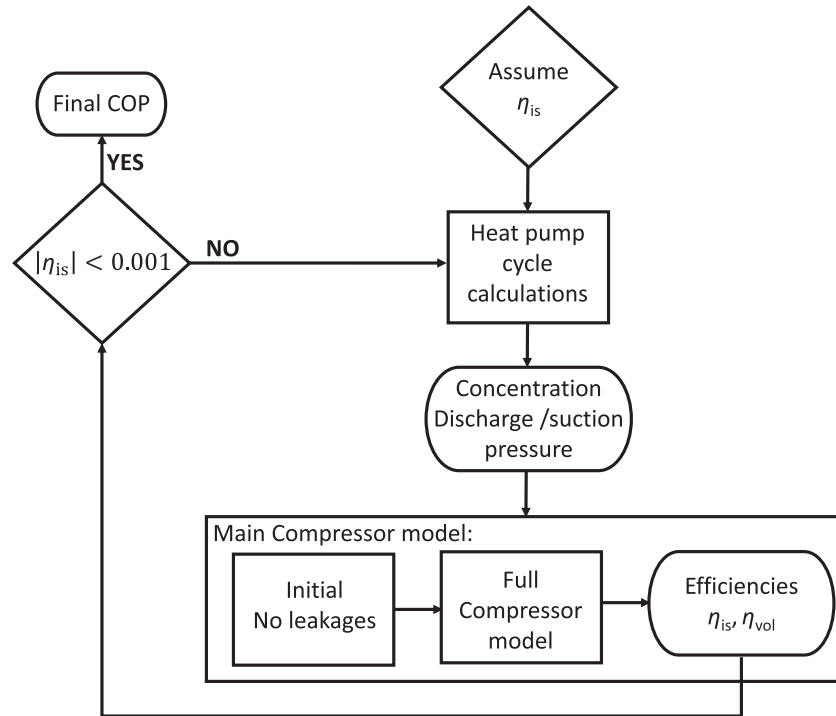 Assume
η_is
Final COP
YES
|η_is| < 0.001
NO
Heat pump
cycle
calculations
Concentration
Discharge /suction
pressure
Main Compressor model:
Initial
No leakages
Full
Compressor
model
Efficiencies
η_is, η_vol